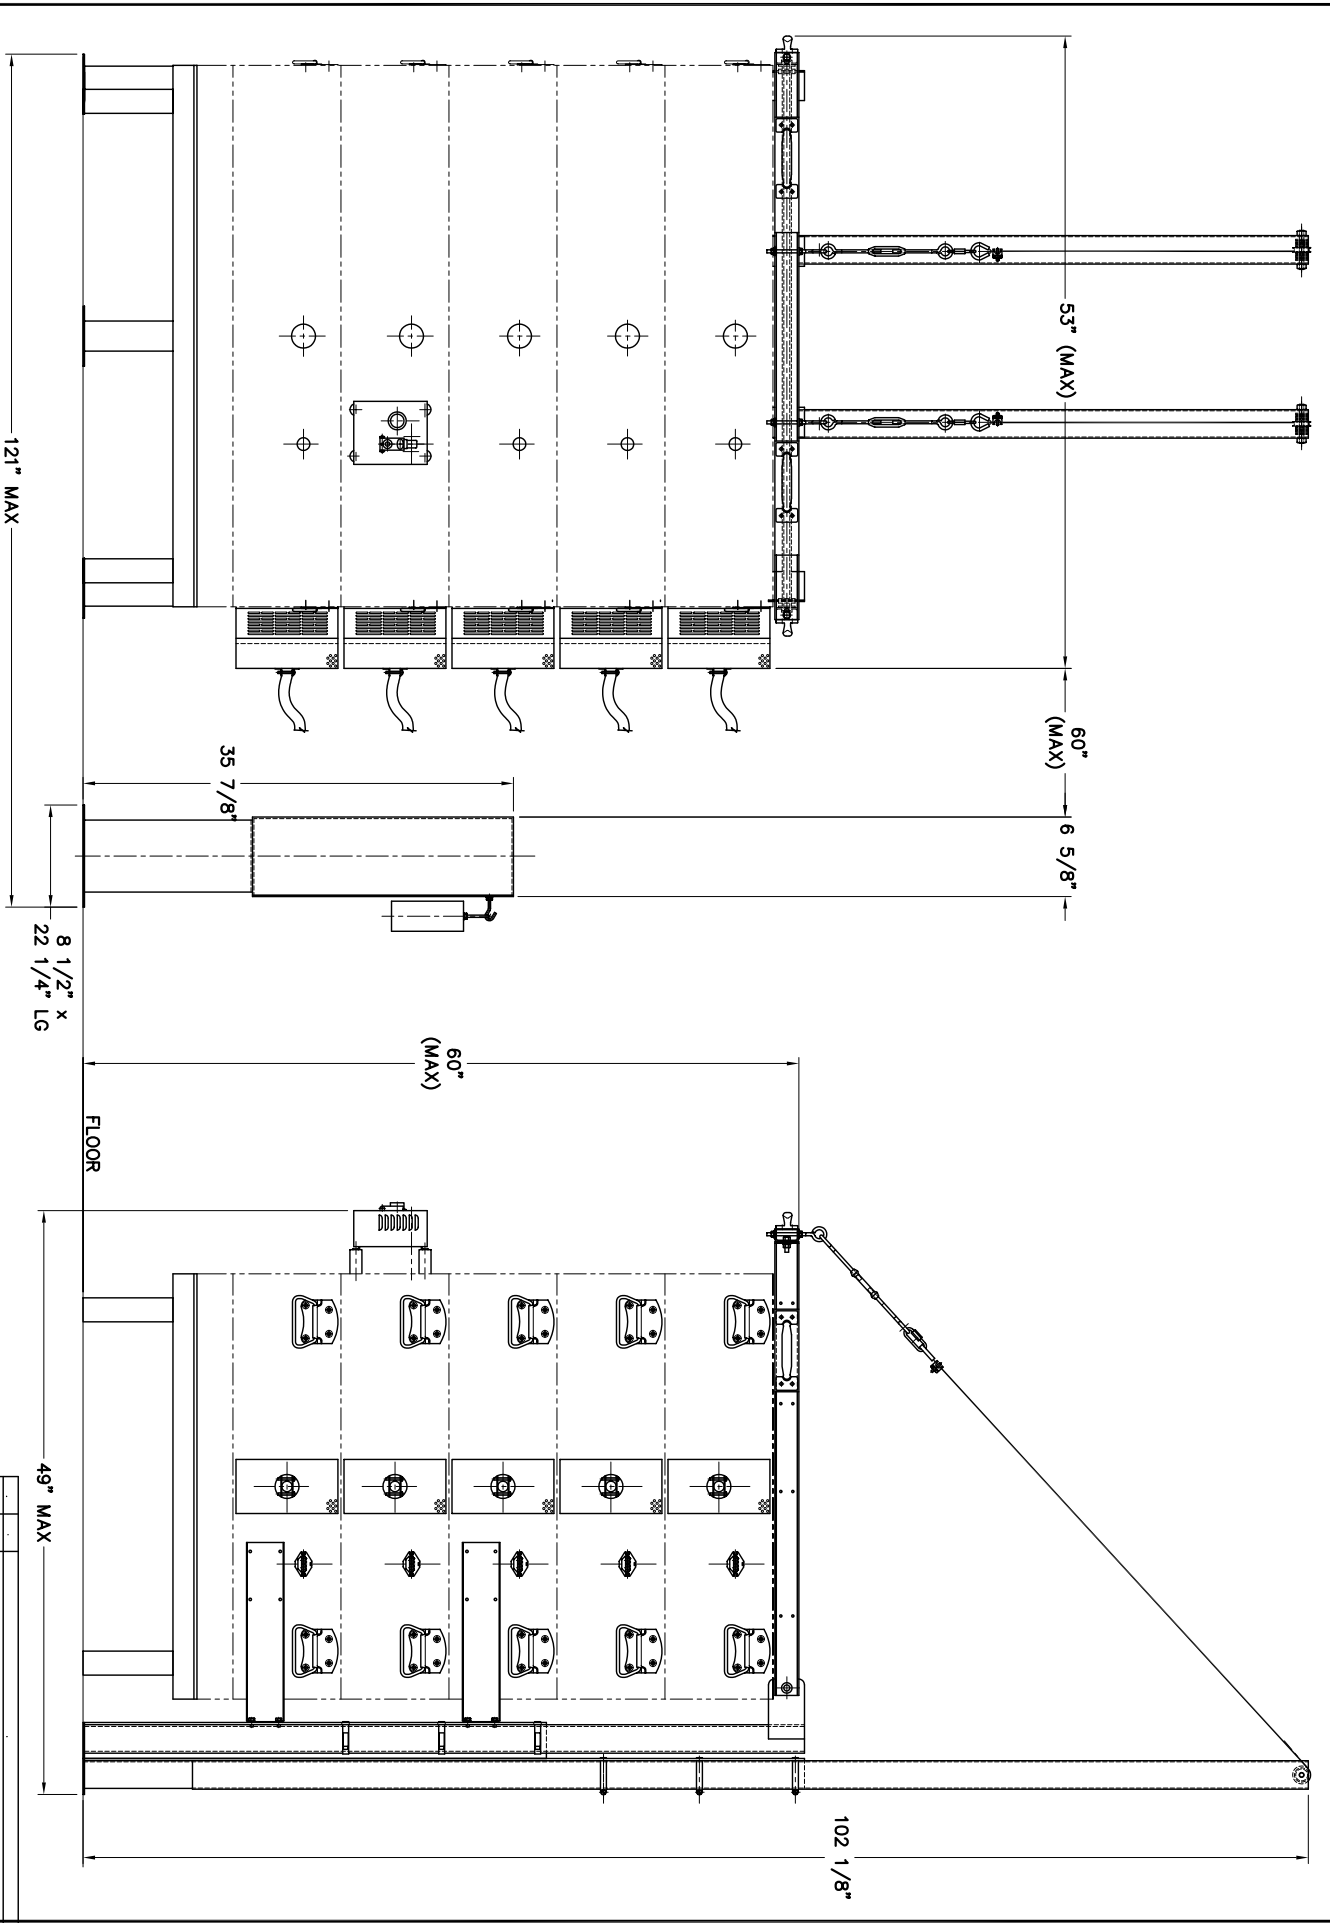 102 1/8"
53" (MAX)
60"
(MAX)
6 5/8"
60"
(MAX)
35 7/8"
FLOOR
8 1/2" x
22 1/4" LG
121" MAX
49" MAX